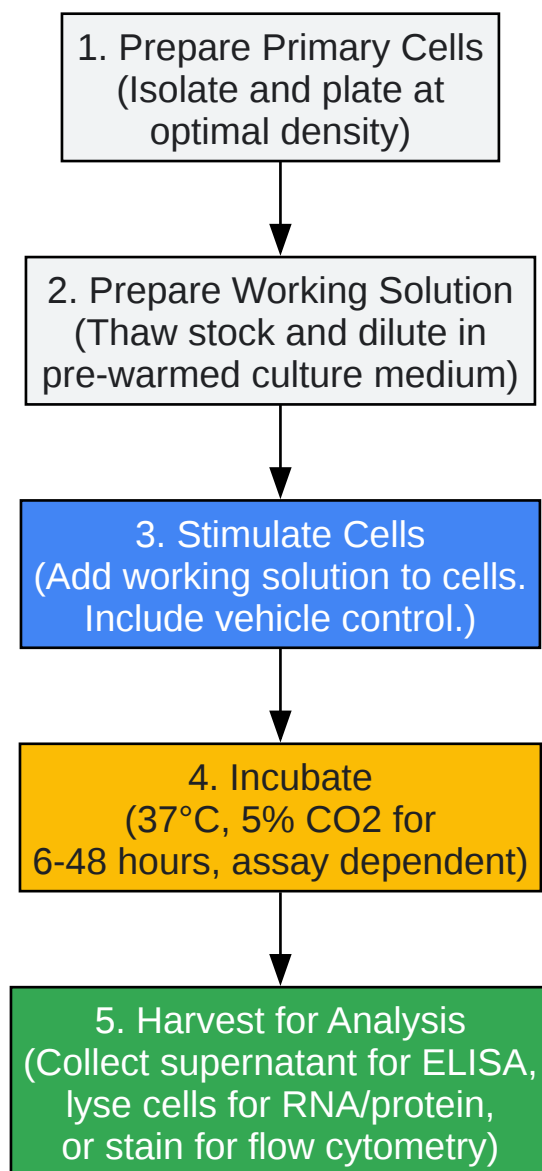 1. Prepare Primary Cells
(Isolate and plate at
optimal density)
2. Prepare Working Solution
(Thaw stock and dilute in
pre-warmed culture medium)
3. Stimulate Cells
(Add working solution to cells.
Include vehicle control.)
4. Incubate
(37°C, 5% CO2 for
6-48 hours, assay dependent)
5. Harvest for Analysis
(Collect supernatant for ELISA,
lyse cells for RNA/protein,
or stain for flow cytometry)